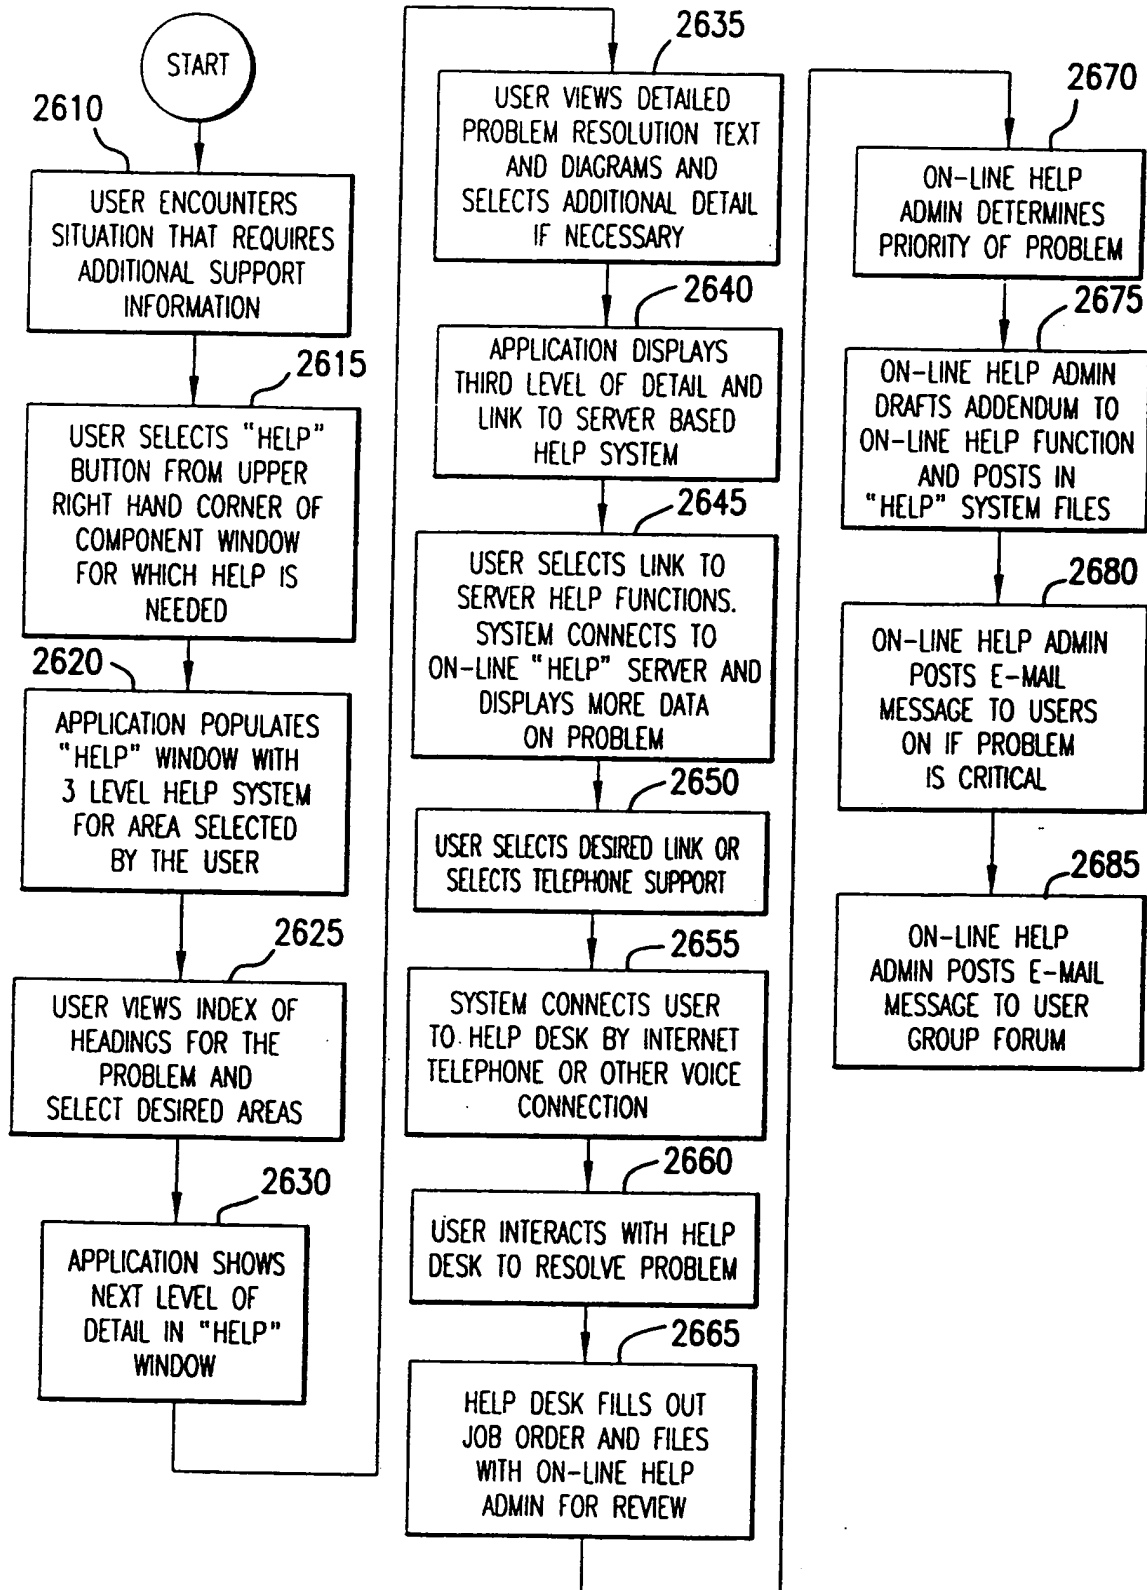 START
2610
USER ENCOUNTERS
SITUATION THAT REQUIRES
ADDITIONAL SUPPORT
INFORMATION
2615
USER SELECTS "HELP"
BUTTON FROM UPPER
RIGHT HAND CORNER OF
COMPONENT WINDOW
FOR WHICH HELP IS
NEEDED
2620
APPLICATION POPULATES
"HELP" WINDOW WITH
3 LEVEL HELP SYSTEM
FOR AREA SELECTED
BY THE USER
2625
USER VIEWS INDEX OF
HEADINGS FOR THE
PROBLEM AND
SELECT DESIRED AREAS
2630
APPLICATION SHOWS
NEXT LEVEL OF
DETAIL IN "HELP"
WINDOW
2635
USER VIEWS DETAILED
PROBLEM RESOLUTION TEXT
AND DIAGRAMS AND
SELECTS ADDITIONAL DETAIL
IF NECESSARY
2640
APPLICATION DISPLAYS
THIRD LEVEL OF DETAIL AND
LINK TO SERVER BASED
HELP SYSTEM
2645
USER SELECTS LINK TO
SERVER HELP FUNCTIONS.
SYSTEM CONNECTS TO
ON-LINE "HELP" SERVER AND
DISPLAYS MORE DATA
ON PROBLEM
2650
USER SELECTS DESIRED LINK OR
SELECTS TELEPHONE SUPPORT
2655
SYSTEM CONNECTS USER
TO HELP DESK BY INTERNET
TELEPHONE OR OTHER VOICE
CONNECTION
2660
USER INTERACTS WITH HELP
DESK TO RESOLVE PROBLEM
2665
HELP DESK FILLS OUT
JOB ORDER AND FILES
WITH ON-LINE HELP
ADMIN FOR REVIEW
2670
ON-LINE HELP
ADMIN DETERMINES
PRIORITY OF PROBLEM
2675
ON-LINE HELP ADMIN
DRAFTS ADDENDUM TO
ON-LINE HELP FUNCTION
AND POSTS IN
"HELP" SYSTEM FILES
2680
ON-LINE HELP ADMIN
POSTS E-MAIL
MESSAGE TO USERS
ON IF PROBLEM
IS CRITICAL
2685
ON-LINE HELP
ADMIN POSTS E-MAIL
MESSAGE TO USER
GROUP FORUM